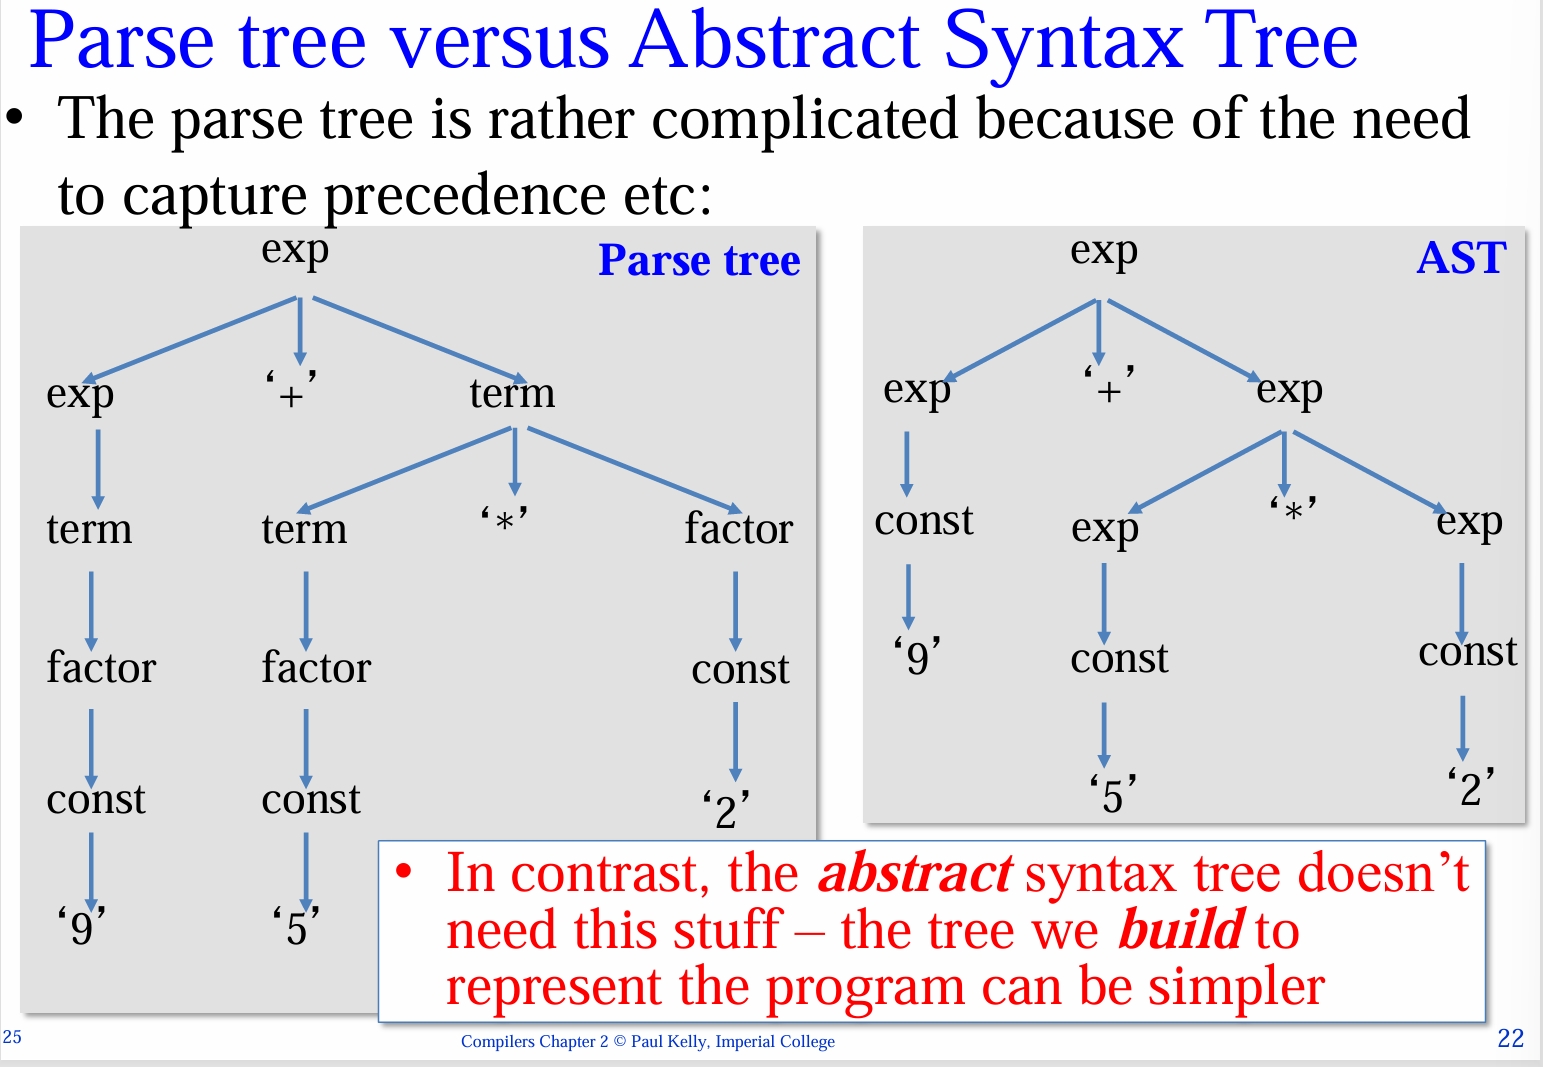 Parse tree versus Abstract Syntax Tree
• The parse tree is rather complicated because of the need
to capture precedence etc:
Parse tree
exp
exp ‘+’ term
term term ‘*’ factor
factor factor const
const const ‘2’
‘9’ ‘5’
AST
exp
exp ‘+’ exp
const exp ‘*’ exp
‘9’ const const
‘5’ ‘2’
• In contrast, the abstract syntax tree doesn’t
need this stuff – the tree we build to
represent the program can be simpler
25
Compilers Chapter 2 © Paul Kelly, Imperial College
22